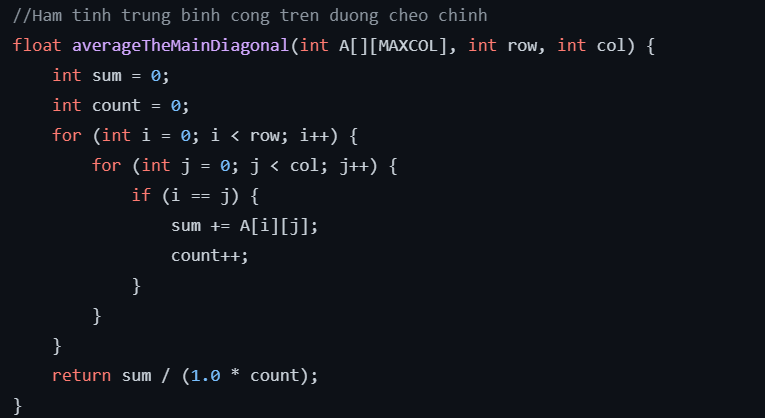 //Ham tinh trung binh cong tren duong cheo chinh
float averageTheMainDiagonal(int A[][MAXCOL], int row, int col) {
    int sum = 0;
    int count = 0;
    for (int i = 0; i < row; i++) {
        for (int j = 0; j < col; j++) {
            if (i == j) {
                sum += A[i][j];
                count++;
            }
        }
    }
    return sum / (1.0 * count);
}